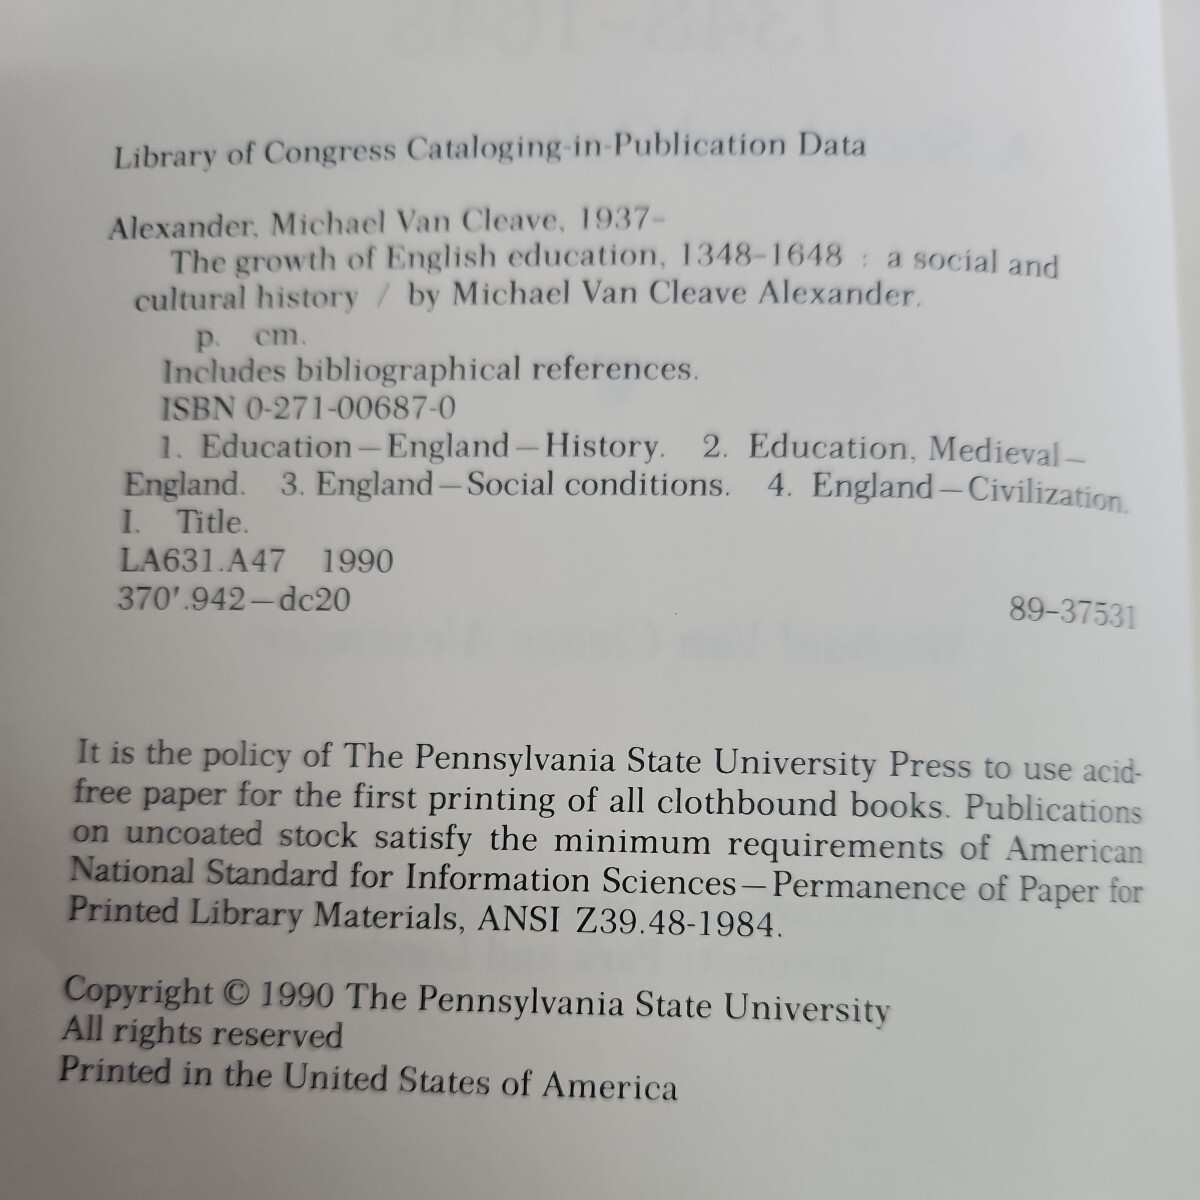 Library of Congress Cataloging-in-Publication Data
Alexander, Michael Van Cleave, 1937–
The growth of English education, 1348–1648 : a social and
cultural history / by Michael Van Cleave Alexander.
p. cm.
Includes bibliographical references.
ISBN 0-271-00687-0
1. Education—England—History. 2. Education, Medieval—
England. 3. England—Social conditions. 4. England—Civilization.
I. Title.
LA631.A47 1990
370′.942—dc20 89–37531
It is the policy of The Pennsylvania State University Press to use acid-
free paper for the first printing of all clothbound books. Publications
on uncoated stock satisfy the minimum requirements of American
National Standard for Information Sciences—Permanence of Paper for
Printed Library Materials, ANSI Z39.48-1984.
Copyright © 1990 The Pennsylvania State University
All rights reserved
Printed in the United States of America